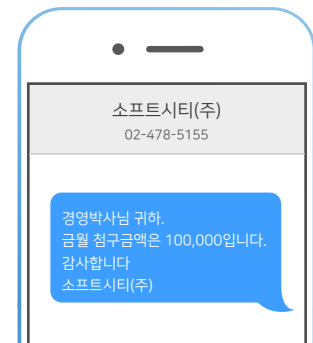 소프트시티(주)
02-478-5155
경영박사님 귀하.
금월 청구금액은 100,000입니다.
감사합니다
소프트시티(주)